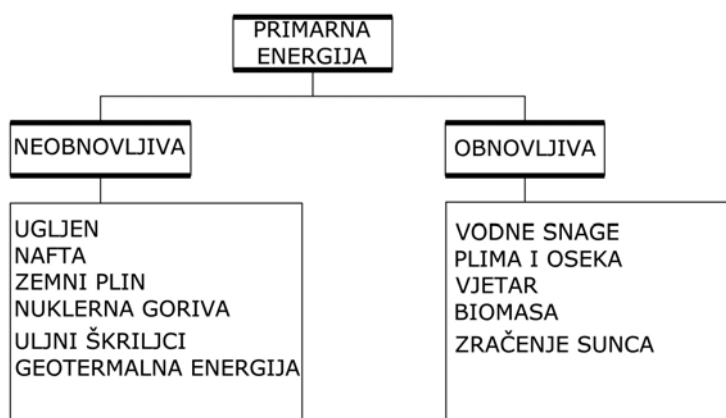 PRIMARNA
ENERGIJA
NEOBNOVLJIVA
OBNOVLJIVA
UGLJEN
NAFTA
ZEMNI PLIN
NUKLERNA GORIVA
ULJNI ŠKRILJCI
GEOTERMALNA ENERGIJA
VODNE SNAGE
PLIMA I OSEKA
VJETAR
BIOMASA
ZRAČENJE SUNCA